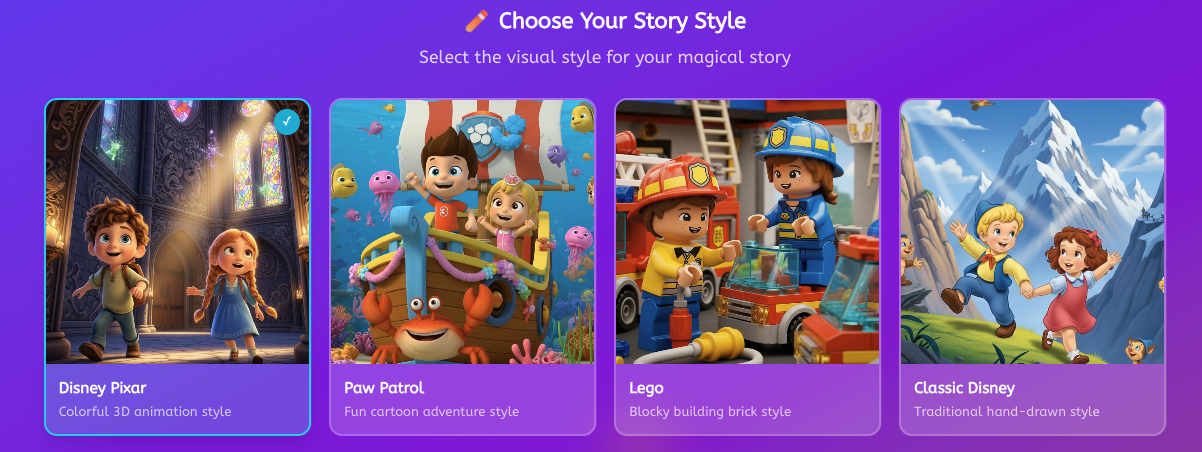 Choose Your Story Style
Select the visual style for your magical story
Disney Pixar
Colorful 3D animation style
Paw Patrol
Fun cartoon adventure style
Lego
Blocky building brick style
Classic Disney
Traditional hand-drawn style